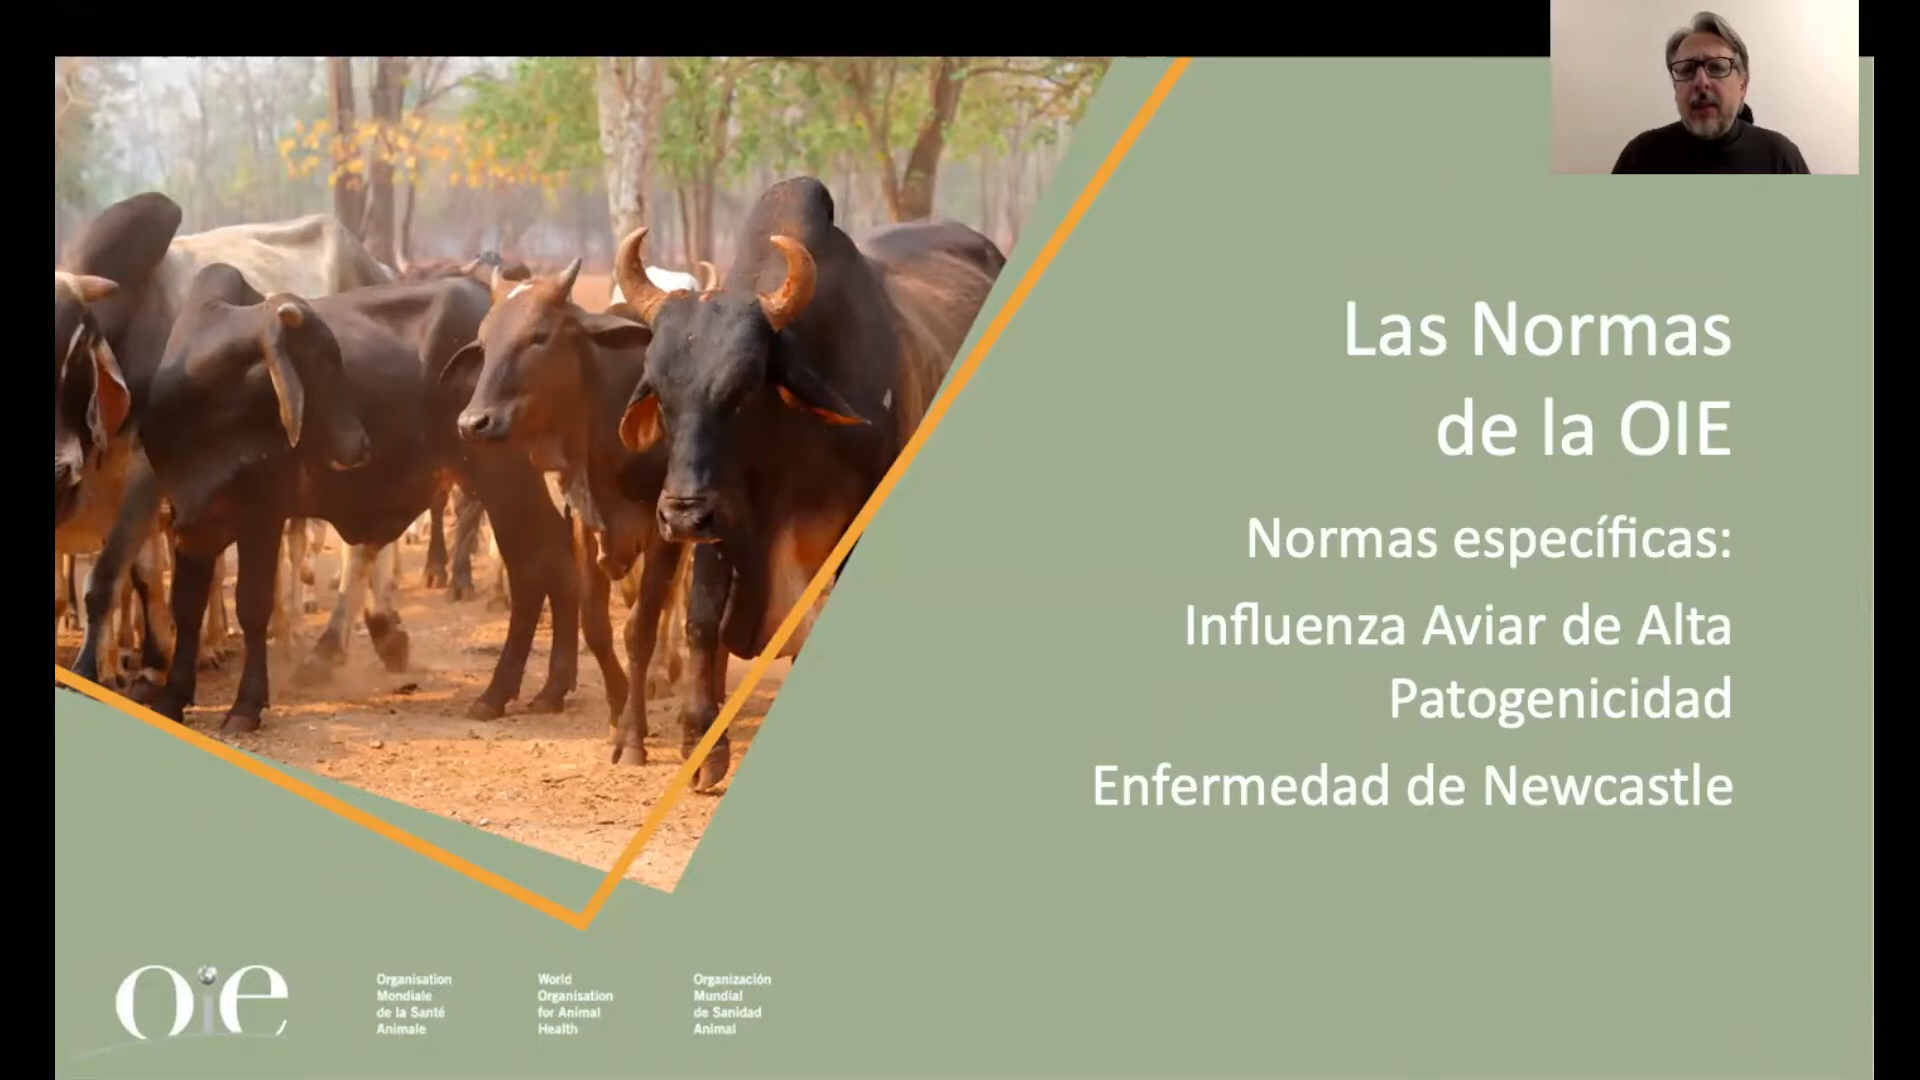 Las Normas
de la OIE
Normas específicas:
Influenza Aviar de Alta
Patogenicidad
Enfermedad de Newcastle
oie
Organisation
Mondiale
de la Santé
Animale
World
Organisation
for Animal
Health
Organización
Mundial
de Sanidad
Animal